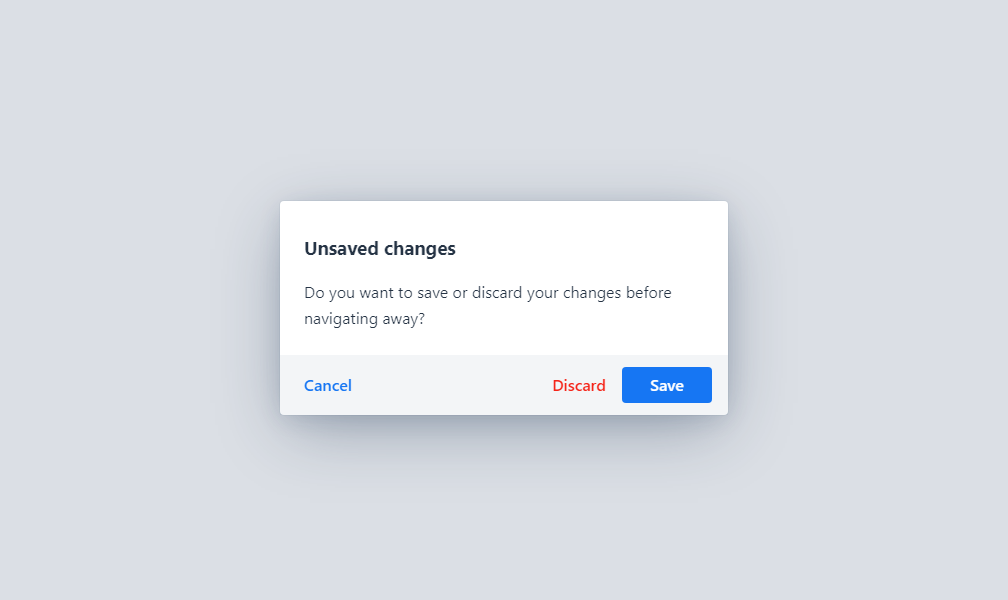 Unsaved changes
Do you want to save or discard your changes before
navigating away?
Cancel Discard Save